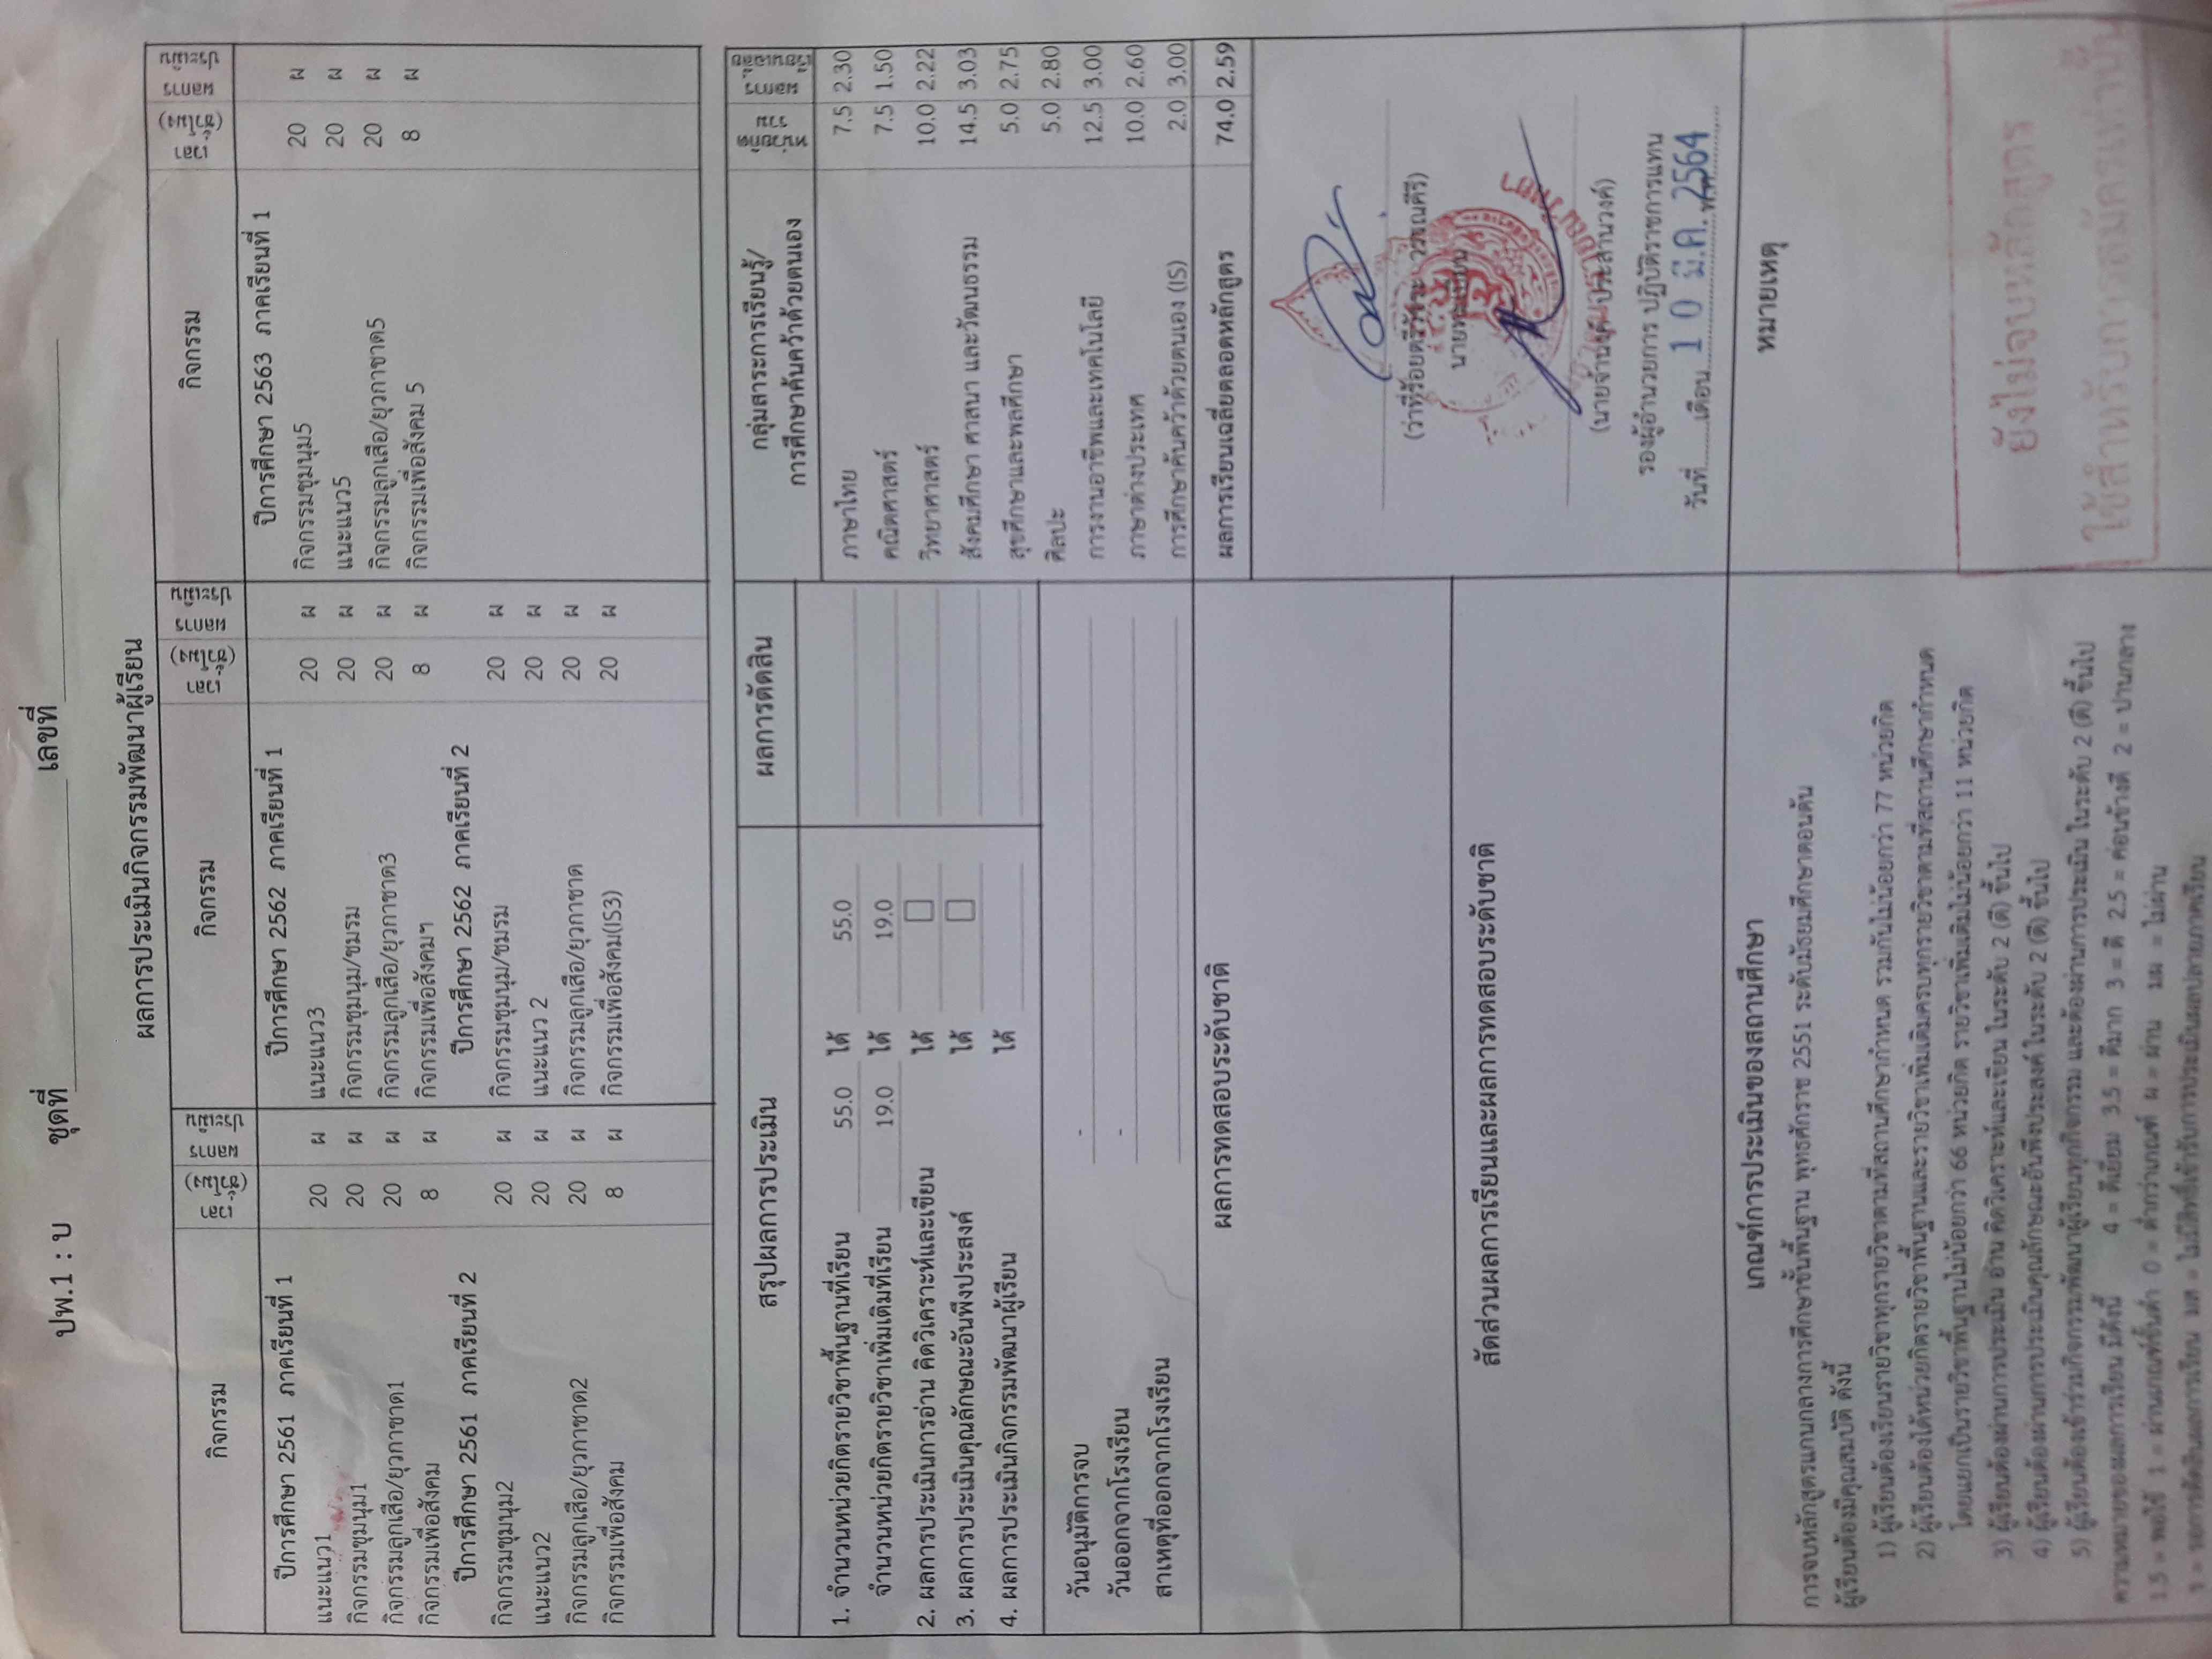 ปพ.1 : บ ชุดที่ เลขที่
ผลการประเมินกิจกรรมพัฒนาผู้เรียน
กิจกรรม เวลา (ชั่วโมง) ผลการประเมิน กิจกรรม เวลา (ชั่วโมง) ผลการประเมิน กิจกรรม เวลา (ชั่วโมง) ผลการประเมิน
ปีการศึกษา 2561 ภาคเรียนที่ 1
แนะแนว1 20 ผ
กิจกรรมชุมนุม1 20 ผ
กิจกรรมลูกเสือ/ยุวกาชาด1 20 ผ
กิจกรรมเพื่อสังคม 8 ผ
ปีการศึกษา 2561 ภาคเรียนที่ 2
กิจกรรมชุมนุม2 20 ผ
แนะแนว2 20 ผ
กิจกรรมลูกเสือ/ยุวกาชาด2 20 ผ
กิจกรรมเพื่อสังคม 8 ผ
ปีการศึกษา 2562 ภาคเรียนที่ 1
แนะแนว3 20 ผ
กิจกรรมชุมนุม/ชมรม 20 ผ
กิจกรรมลูกเสือ/ยุวกาชาด3 20 ผ
กิจกรรมเพื่อสังคมฯ 8 ผ
ปีการศึกษา 2562 ภาคเรียนที่ 2
กิจกรรมชุมนุม/ชมรม 20 ผ
แนะแนว 2 20 ผ
กิจกรรมลูกเสือ/ยุวกาชาด 20 ผ
กิจกรรมเพื่อสังคม(IS3) 20 ผ
ปีการศึกษา 2563 ภาคเรียนที่ 1
กิจกรรมชุมนุม5 20 ผ
แนะแนว5 20 ผ
กิจกรรมลูกเสือ/ยุวกาชาด5 20 ผ
กิจกรรมเพื่อสังคม 5 8 ผ
สรุปผลการประเมิน ผลการตัดสิน
1. จำนวนหน่วยกิตรายวิชาพื้นฐานที่เรียน 55.0 ได้ 55.0
จำนวนหน่วยกิตรายวิชาเพิ่มเติมที่เรียน 19.0 ได้ 19.0
2. ผลการประเมินการอ่าน คิดวิเคราะห์และเขียน ได้
3. ผลการประเมินคุณลักษณะอันพึงประสงค์ ได้
4. ผลการประเมินกิจกรรมพัฒนาผู้เรียน ได้
วันอนุมัติการจบ -
วันออกจากโรงเรียน -
สาเหตุที่ออกจากโรงเรียน
กลุ่มสาระการเรียนรู้/
การศึกษาค้นคว้าด้วยตนเอง
หน่วยกิตรวม ผลการเรียนเฉลี่ย
ภาษาไทย 7.5 2.30
คณิตศาสตร์ 7.5 1.50
วิทยาศาสตร์ 10.0 2.22
สังคมศึกษา ศาสนา และวัฒนธรรม 14.5 3.03
สุขศึกษาและพลศึกษา 5.0 2.75
ศิลปะ 5.0 2.80
การงานอาชีพและเทคโนโลยี 12.5 3.00
ภาษาต่างประเทศ 10.0 2.60
การศึกษาค้นคว้าด้วยตนเอง (IS) 2.0 3.00
ผลการเรียนเฉลี่ยตลอดหลักสูตร 74.0 2.59
ผลการทดสอบระดับชาติ
สัดส่วนผลการเรียนและผลการทดสอบระดับชาติ
(ว่าที่ร้อยตรี
นายทะเบียน
รองผู้อำนวยการ ปฏิบัติราชการแทน
วันที่ เดือน 10 มี.ค. 2564
เกณฑ์การประเมินของสถานศึกษา
การจบหลักสูตรแกนกลางการศึกษาขั้นพื้นฐาน พุทธศักราช 2551 ระดับมัธยมศึกษาตอนต้น
ผู้เรียนต้องมีคุณสมบัติ ดังนี้
1) ผู้เรียนต้องเรียนรายวิชาทุกรายวิชาตามที่สถานศึกษากำหนด รวมกันไม่น้อยกว่า 77 หน่วยกิต
2) ผู้เรียนต้องได้หน่วยกิตรายวิชาพื้นฐานและรายวิชาเพิ่มเติมครบทุกรายวิชาตามที่สถานศึกษากำหนด
โดยแยกเป็นรายวิชาพื้นฐานไม่น้อยกว่า 66 หน่วยกิต รายวิชาเพิ่มเติมไม่น้อยกว่า 11 หน่วยกิต
3) ผู้เรียนต้องผ่านการประเมิน อ่าน คิดวิเคราะห์และเขียน ในระดับ 2 (ดี) ขึ้นไป
4) ผู้เรียนต้องผ่านการประเมินคุณลักษณะอันพึงประสงค์ ในระดับ 2 (ดี) ขึ้นไป
5) ผู้เรียนต้องเข้าร่วมกิจกรรมพัฒนาผู้เรียนทุกกิจกรรม และต้องผ่านการประเมิน ในระดับ 2 (ดี) ขึ้นไป
ความหมายของผลการเรียน มีดังนี้ 4 = ดีเยี่ยม 3.5 = ดีมาก 3 = ดี 2.5 = ค่อนข้างดี 2 = ปานกลาง
1.5 = พอใช้ 1 = ผ่านเกณฑ์ขั้นต่ำ 0 = ต่ำกว่าเกณฑ์ ผ = ผ่าน มผ = ไม่ผ่าน
ร = รอการตัดสินผลการเรียน มส = ไม่มีสิทธิ์เข้ารับการประเมินผลปลายภาคเรียน
หมายเหตุ
ยังไม่จบหลักสูตร
ใช้สำหรับการสมัครเท่านั้น